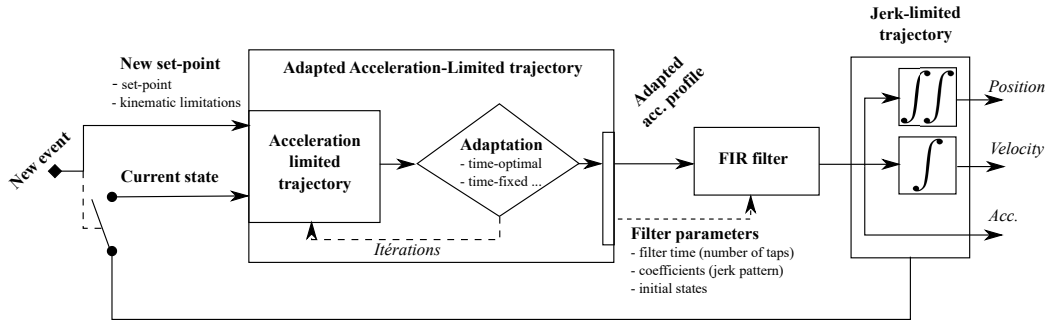 Jerk-limited
trajectory
New set-point
- set-point
- kinematic limitations
Adapted Acceleration-Limited trajectory
Adapted
acc. profile
Position
New event
Acceleration
limited
trajectory
Adaptation
- time-optimal
- time-fixed ...
FIR filter
Velocity
Current state
Acc.
Itérations
Filter parameters
- filter time (number of taps)
- coefficients (jerk pattern)
- initial states
∫∫
∫